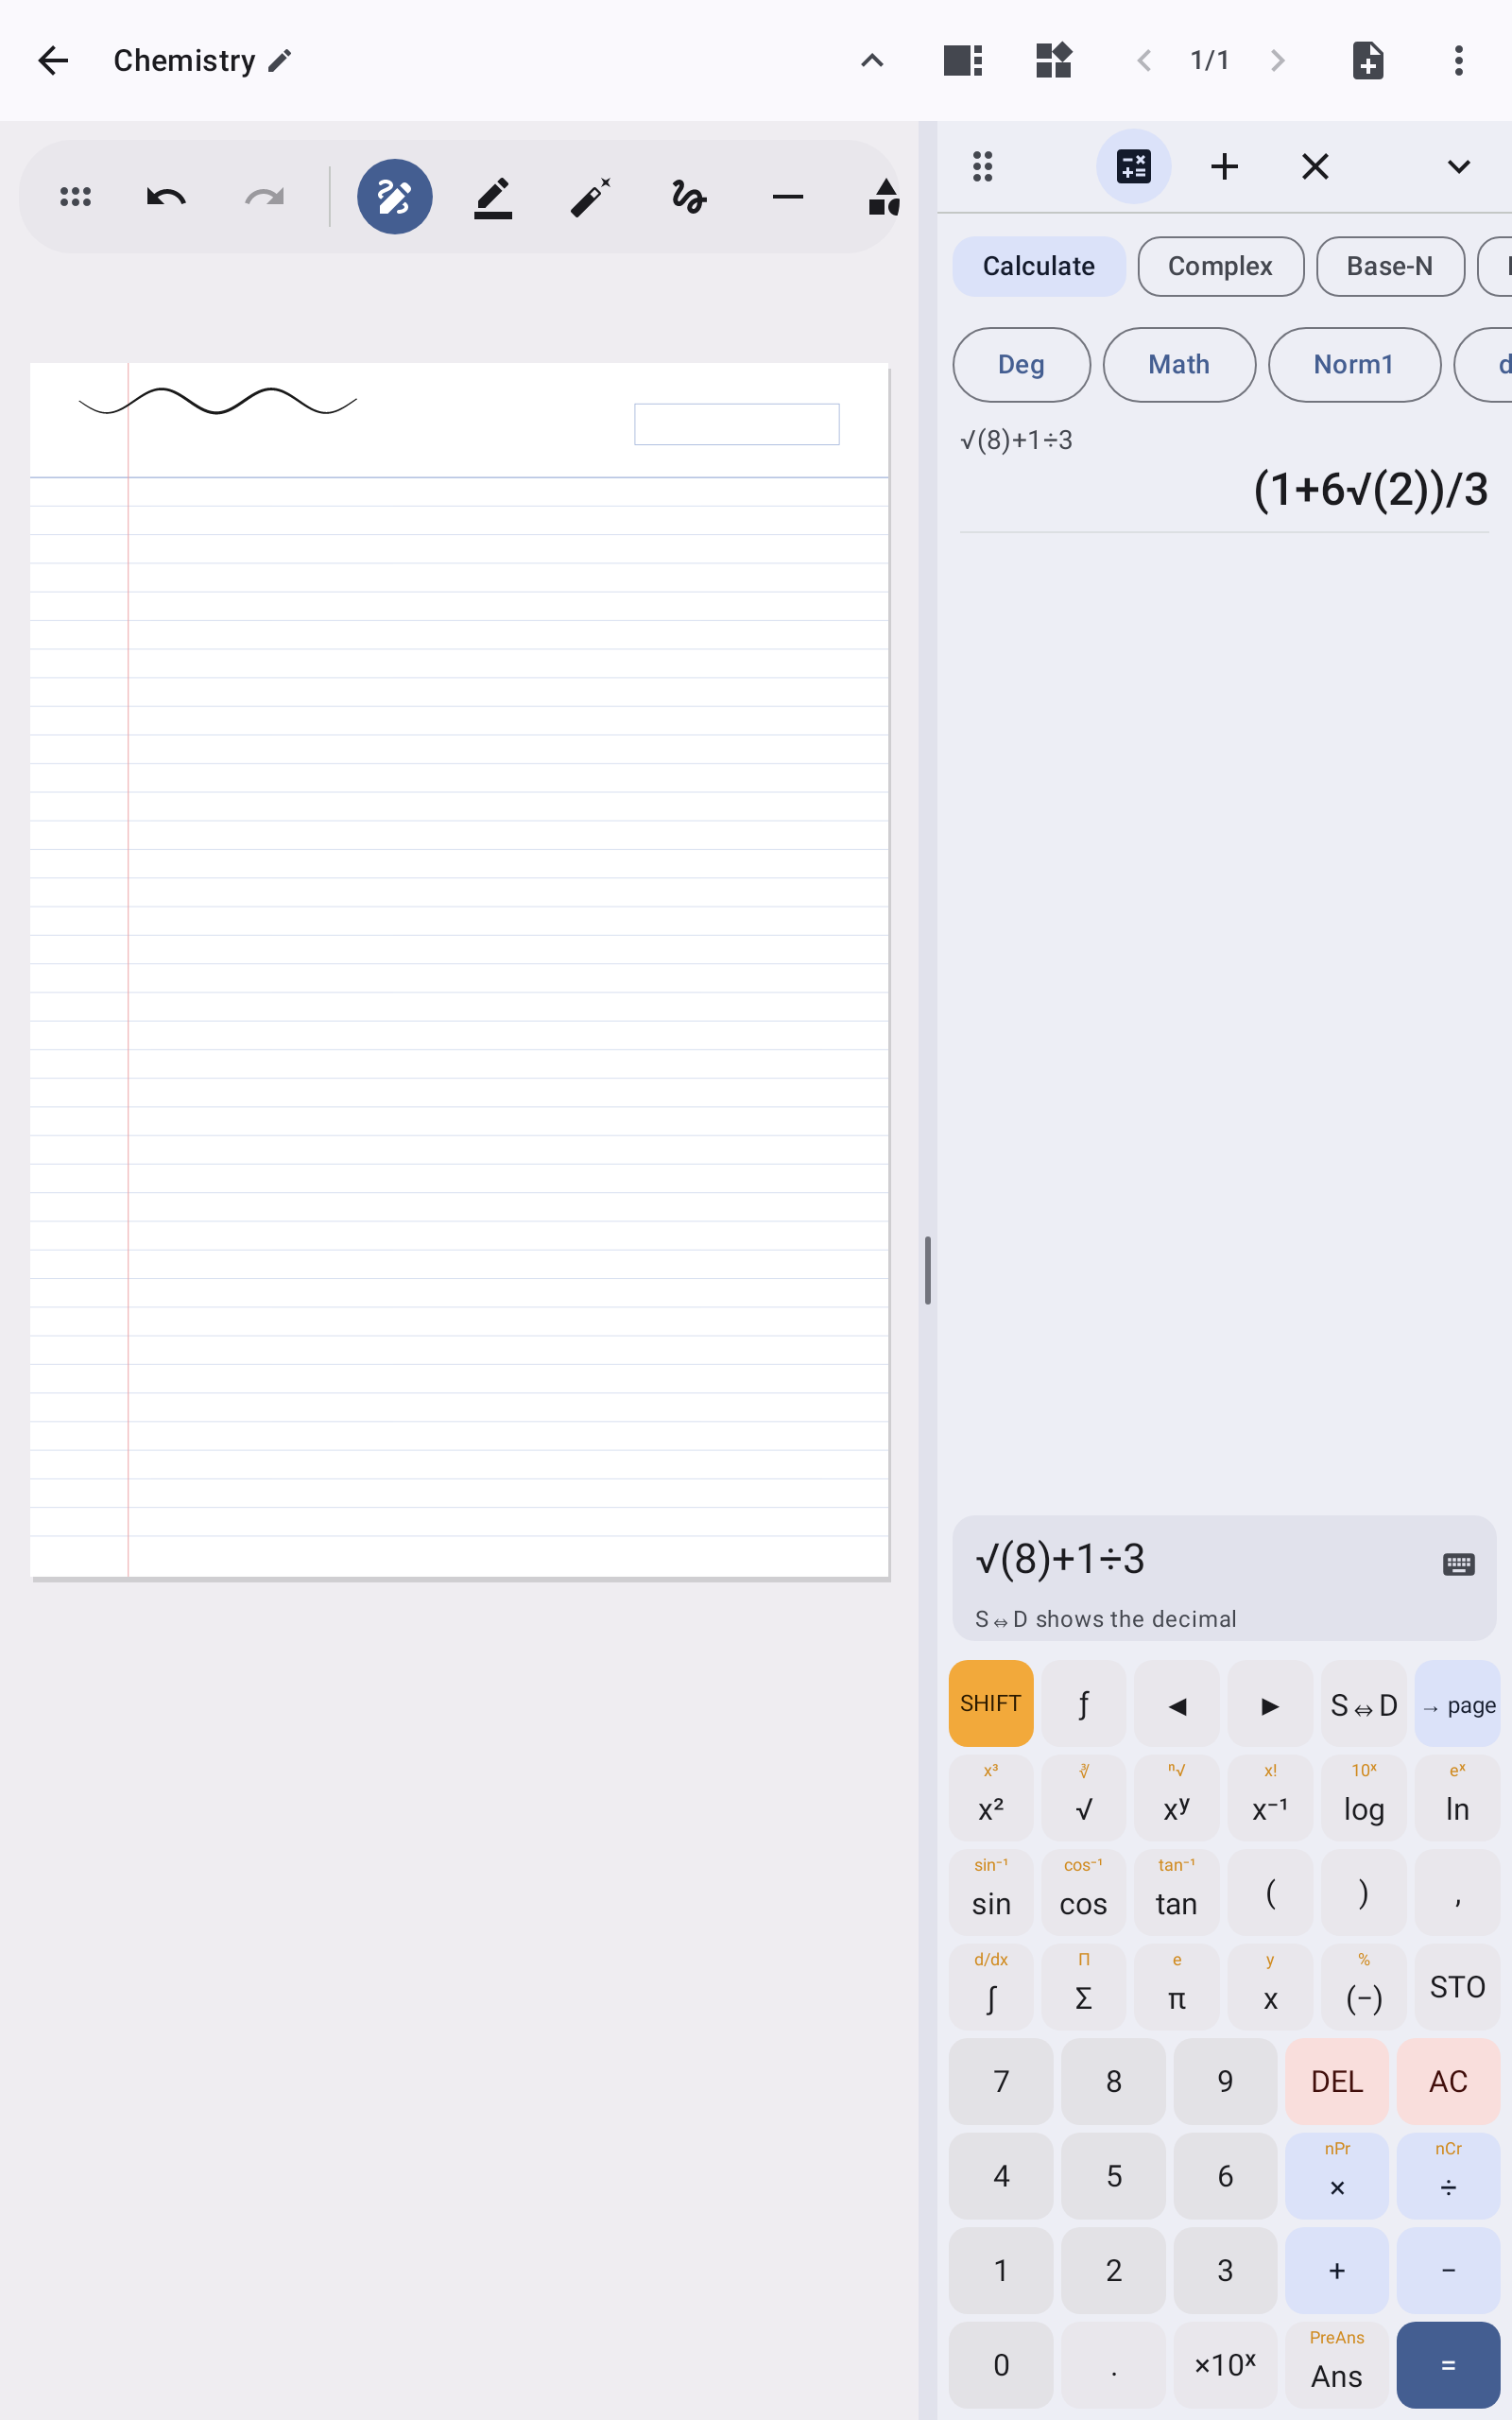 Chemistry
1/1
Calculate Complex Base-N
Deg Math Norm1 d
√(8)+1÷3
(1+6√(2))/3
√(8)+1÷3
S⇔D shows the decimal
SHIFT ƒ ◀ ▶ S⇔D → page
x³ ∛ ⁿ√ x! 10ˣ eˣ
x² √ xʸ x⁻¹ log ln
sin⁻¹ cos⁻¹ tan⁻¹
sin cos tan ( ) ,
d/dx Π e y %
∫ Σ π x (−) STO
7 8 9 DEL AC
nPr nCr
4 5 6 × ÷
1 2 3 + −
PreAns
0 . ×10ˣ Ans =